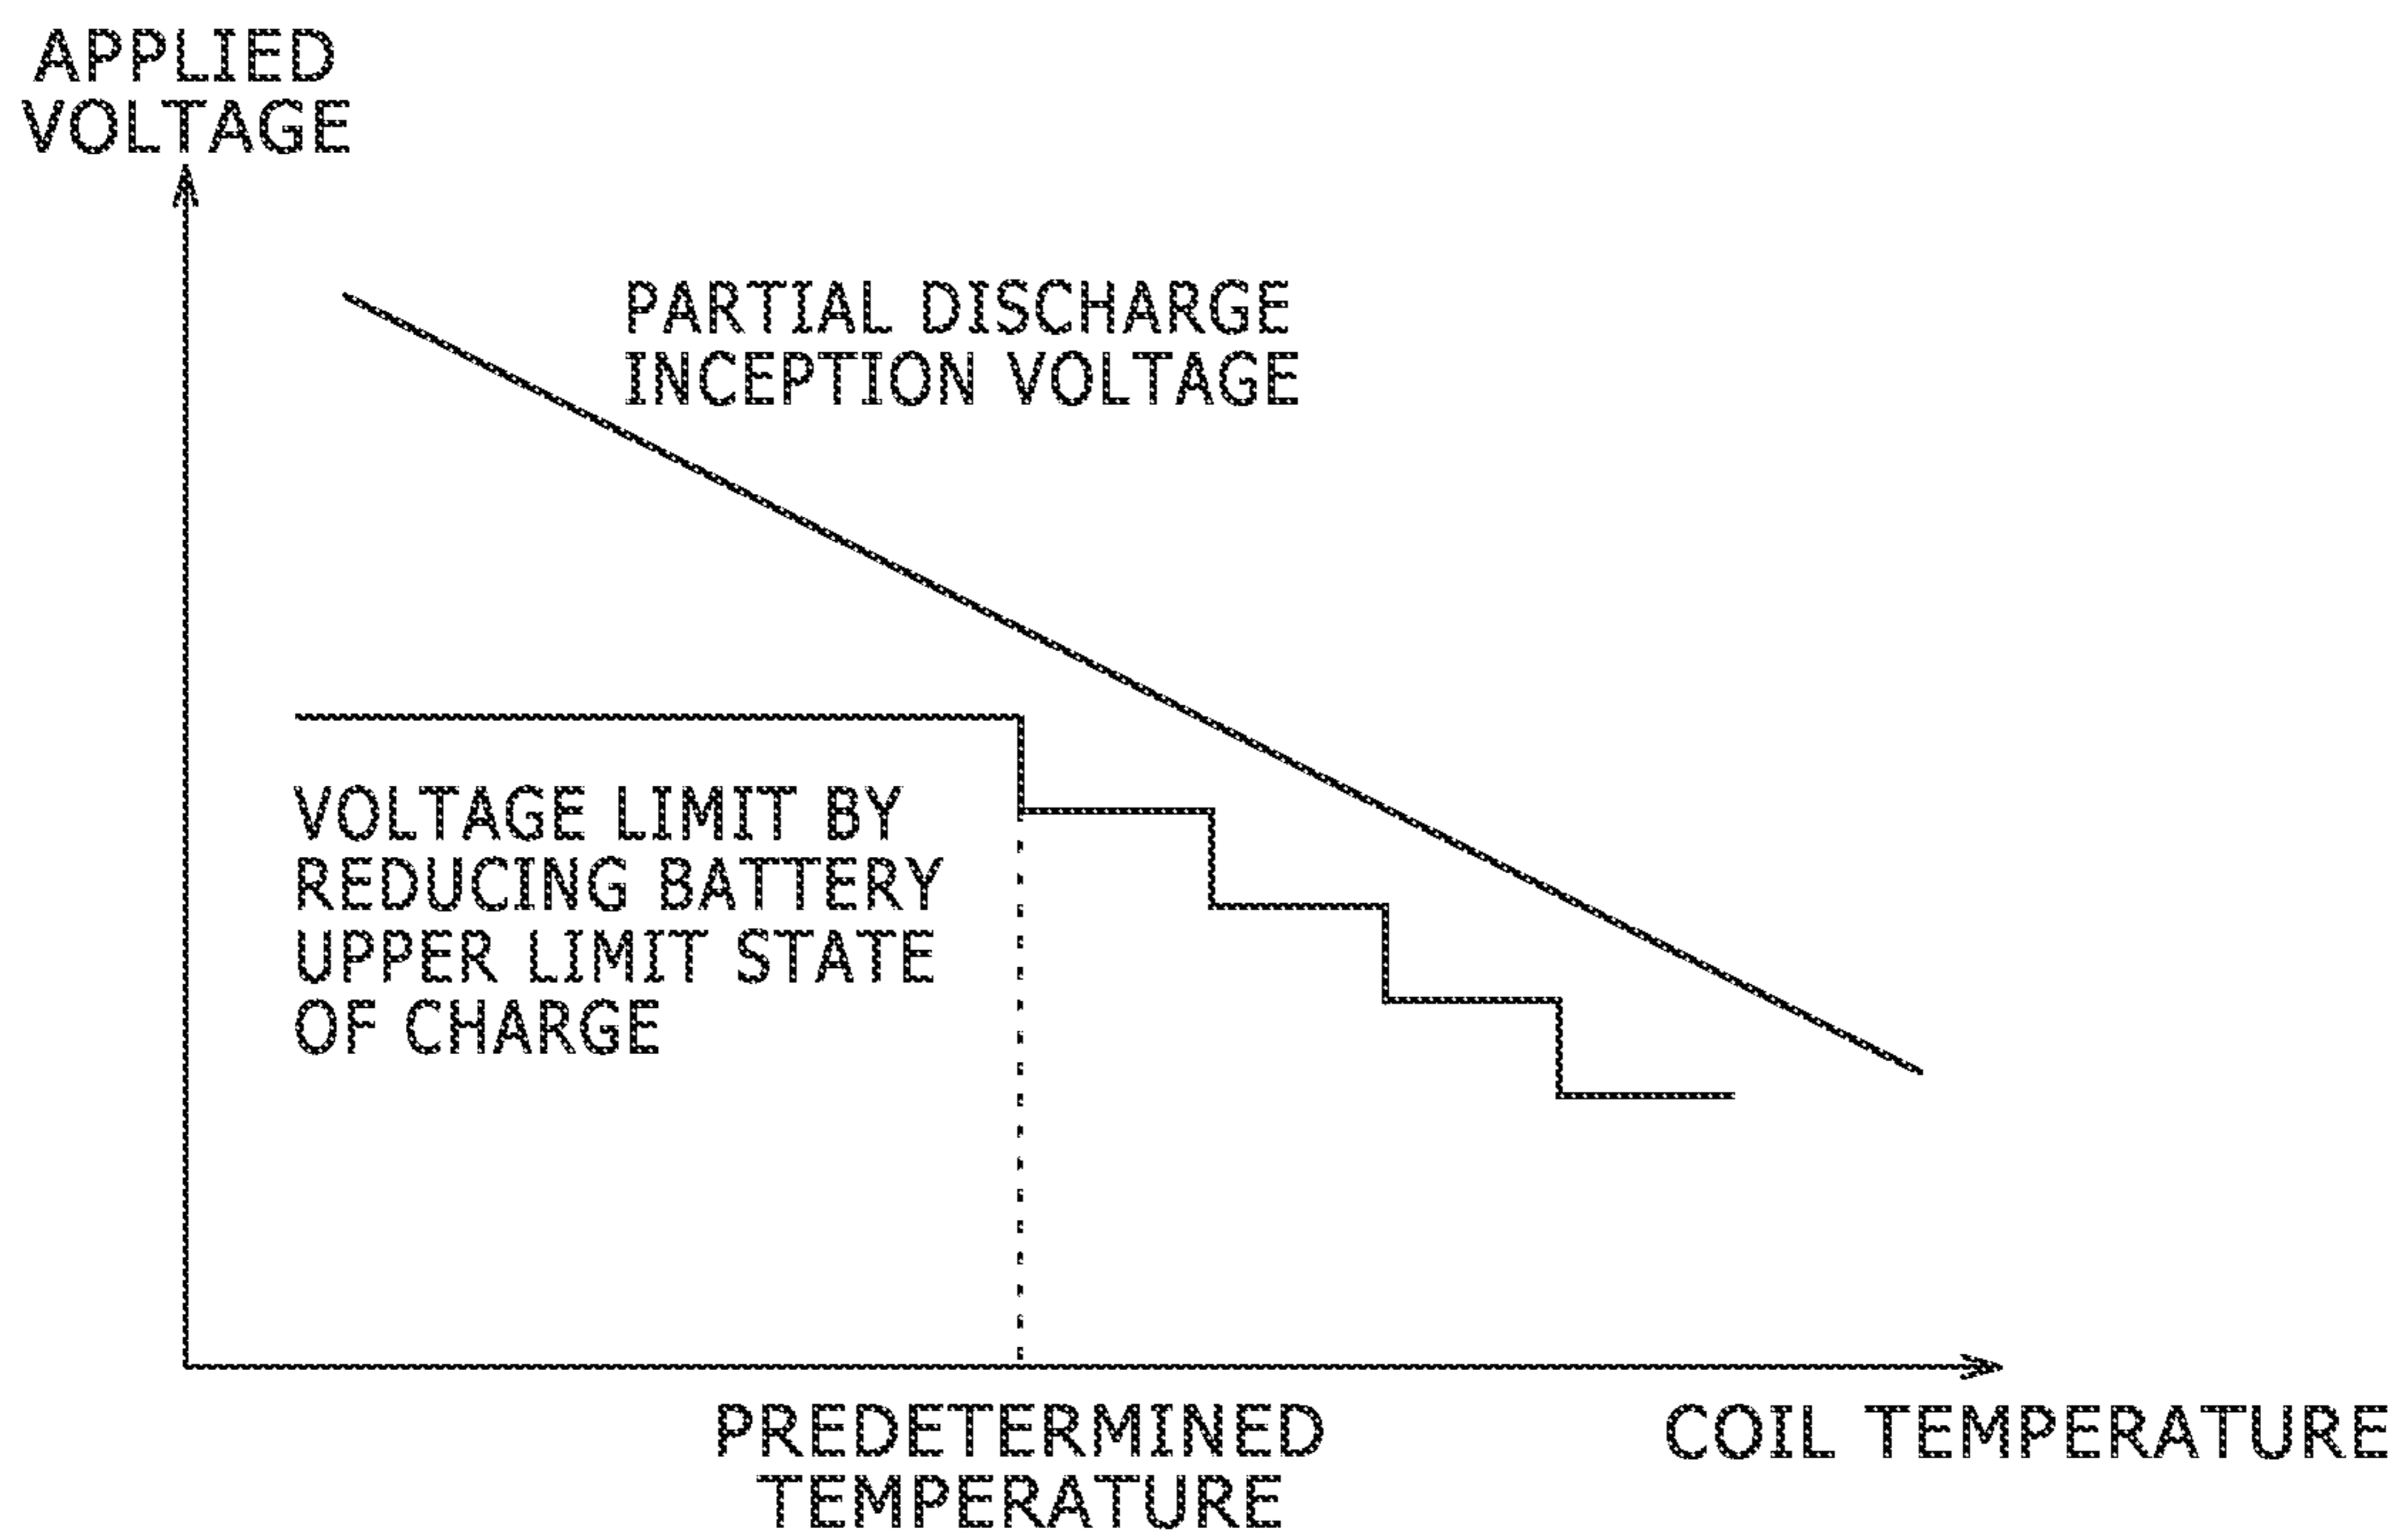 APPLIED
VOLTAGE
PARTIAL DISCHARGE
INCEPTION VOLTAGE
VOLTAGE LIMIT BY
REDUCING BATTERY
UPPER LIMIT STATE
OF CHARGE
PREDETERMINED
TEMPERATURE
COIL TEMPERATURE